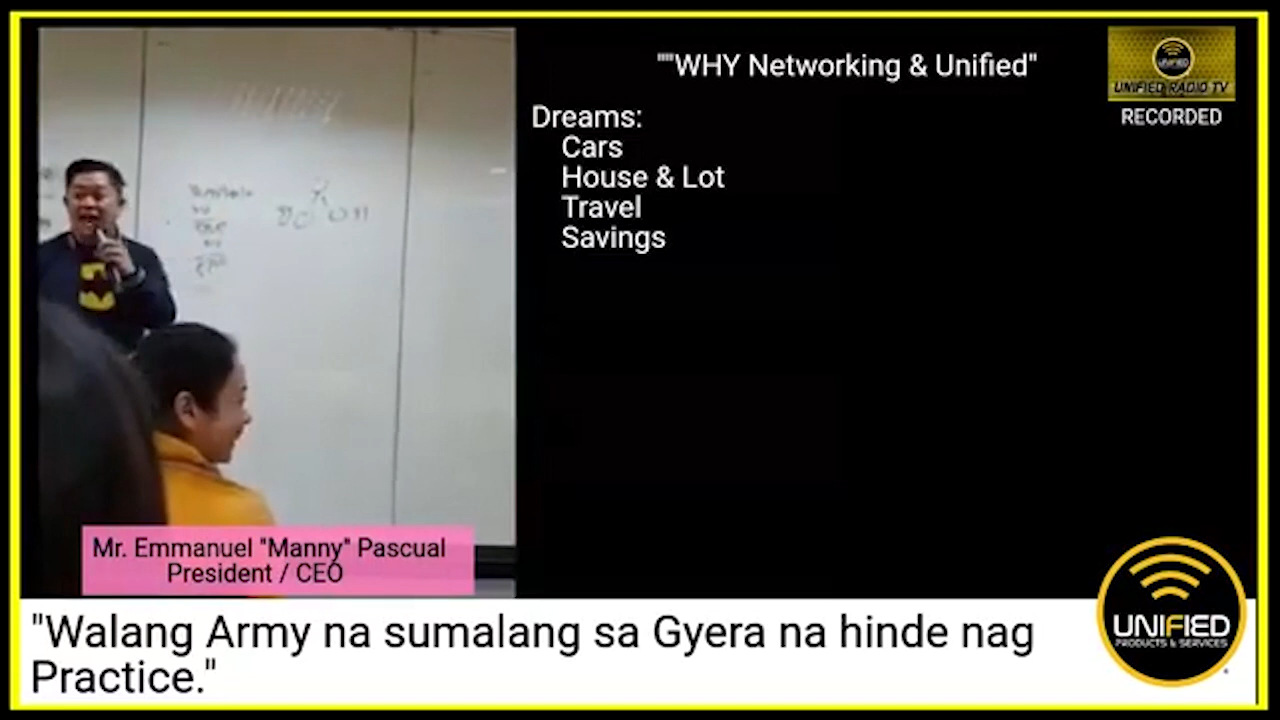 ""WHY Networking & Unified"
UNIFIED
UNIFIED RADIO TV
RECORDED
Dreams:
Cars
House & Lot
Travel
Savings
Mr. Emmanuel "Manny" Pascual
President / CEO
"Walang Army na sumalang sa Gyera na hinde nag
Practice."
UNIFIED
PRODUCTS & SERVICES